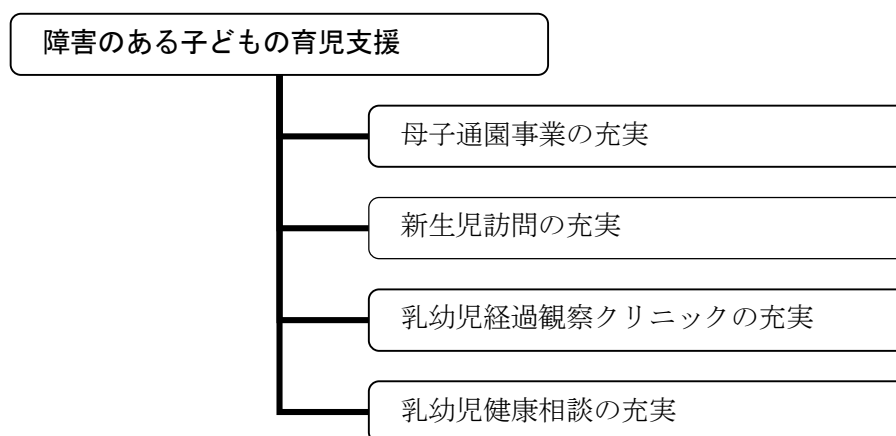 障害のある子どもの育児支援
母子通園事業の充実
新生児訪問の充実
乳幼児経過観察クリニックの充実
乳幼児健康相談の充実